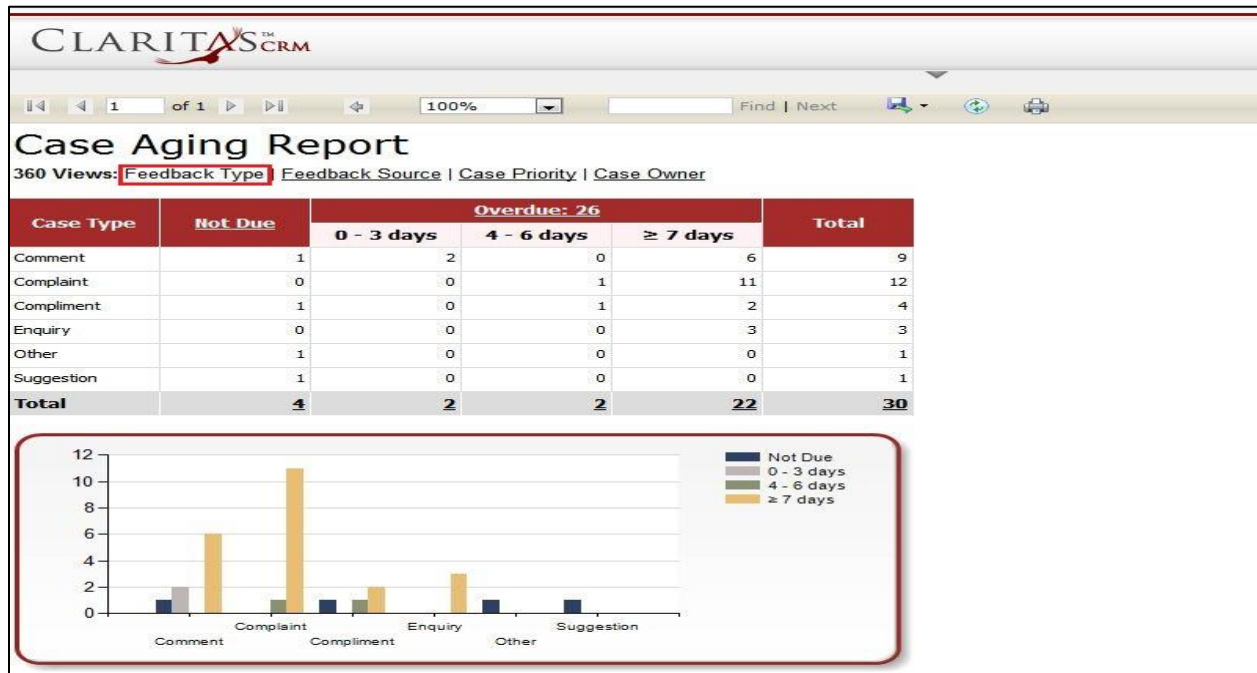 CLARITAS™CRM
1 of 1 100% Find | Next
Case Aging Report
360 Views: Feedback Type | Feedback Source | Case Priority | Case Owner
Case Type Not Due Overdue: 26 Total
0 - 3 days 4 - 6 days ≥ 7 days
Comment 1 2 0 6 9
Complaint 0 0 1 11 12
Compliment 1 0 1 2 4
Enquiry 0 0 0 3 3
Other 1 0 0 0 1
Suggestion 1 0 0 0 1
Total 4 2 2 22 30
12
10
8
6
4
2
0
Complaint Enquiry Suggestion
Comment Compliment Other
Not Due
0 - 3 days
4 - 6 days
≥ 7 days